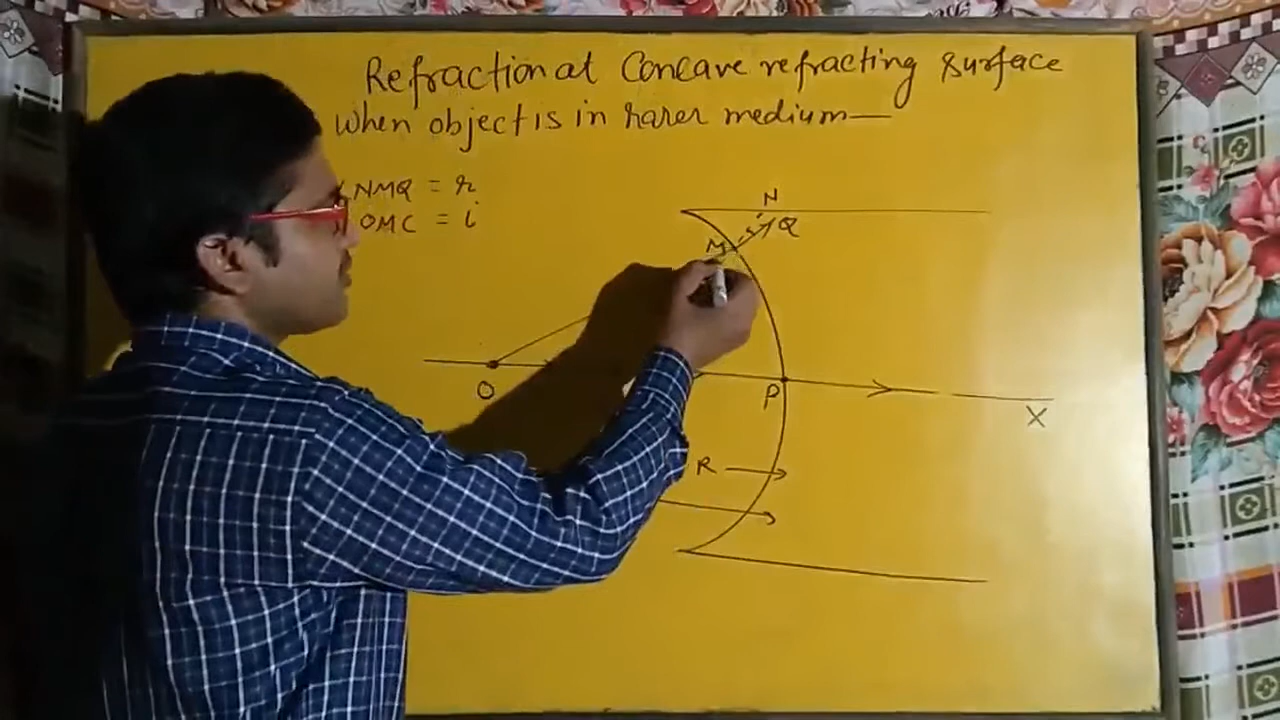 Refraction at Concave refracting surface
when object is in rarer medium—
NMQ = r
OMC = i
N
M
Q
O
P
X
R